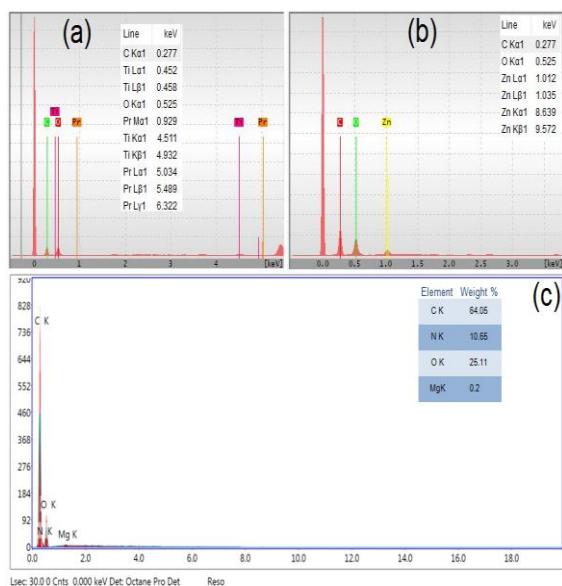 (a)
Line keV
C Kα1 0.277
Ti Lα1 0.452
Ti Lβ1 0.458
O Kα1 0.525
Pr Mα1 0.929
Ti Kα1 4.511
Ti Kβ1 4.932
Pr Lα1 5.034
Pr Lβ1 5.489
Pr Lγ1 6.322
Ti
C O Pr Ti Pr
0 1 2 4 [keV]
(b)
Line keV
C Kα1 0.277
O Kα1 0.525
Zn Lα1 1.012
Zn Lβ1 1.035
Zn Kα1 8.639
Zn Kβ1 9.572
C O Zn
0.0 0.5 1.0 1.5 2.0 2.5 3.0 [keV]
(c)
Element Weight %
C K 64.05
N K 10.65
O K 25.11
MgK 0.2
920
828
736
644
552
460
368
276
184
92
0
C K
O K
N K
Mg K
0.0 2.0 4.0 6.0 8.0 10.0 12.0 14.0 16.0 18.0
Lsec: 30.0 0 Cnts 0.000 keV Det: Octane Pro Det Reso